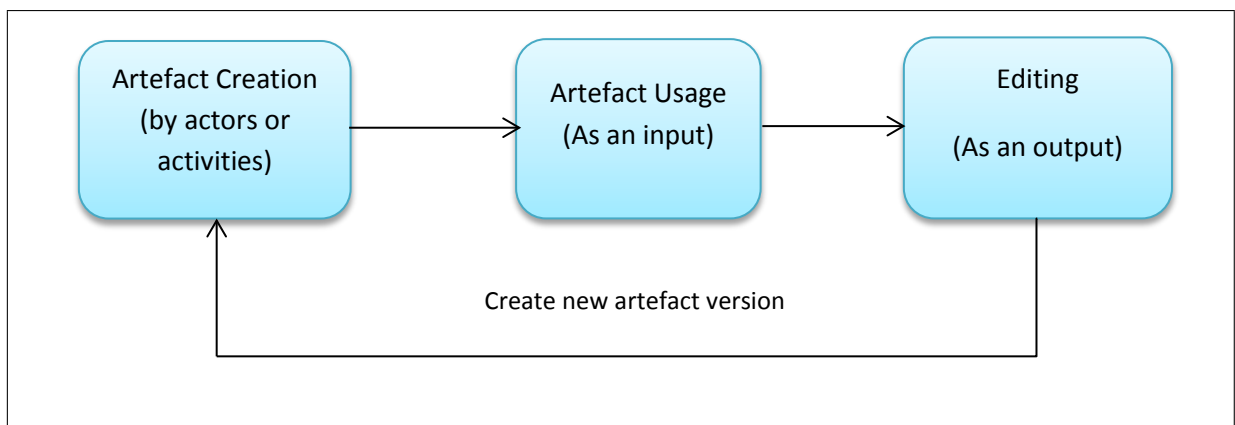 Artefact Creation
(by actors or
activities)
Artefact Usage
(As an input)
Editing
(As an output)
Create new artefact version